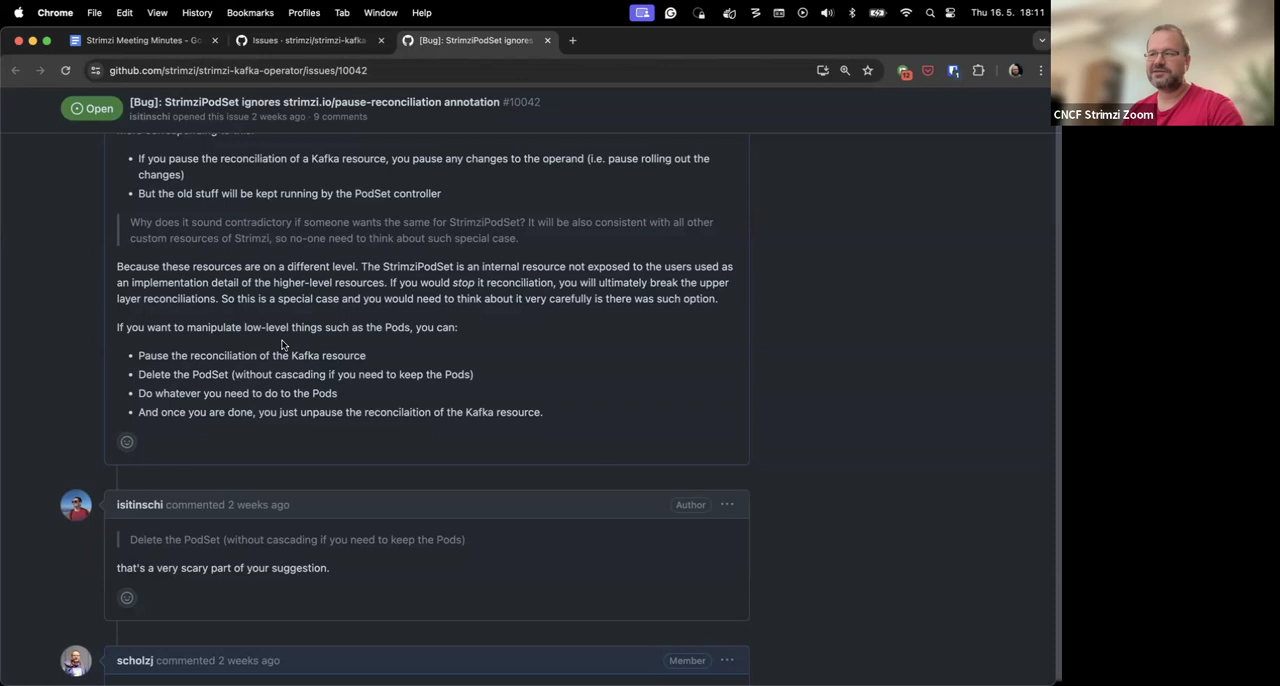 Chrome File Edit View History Bookmarks Profiles Tab Window Help Thu 16. 5. 18:11
Strimzi Meeting Minutes - Go
Issues · strimzi/strimzi-kafka
[Bug]: StrimziPodSet ignores
github.com/strimzi/strimzi-kafka-operator/issues/10042
12
1
CNCF Strimzi Zoom
Open
[Bug]: StrimziPodSet ignores strimzi.io/pause-reconciliation annotation #10042
isitinschi opened this issue 2 weeks ago · 9 comments
• If you pause the reconciliation of a Kafka resource, you pause any changes to the operand (i.e. pause rolling out the
changes)
• But the old stuff will be kept running by the PodSet controller
Why does it sound contradictory if someone wants the same for StrimziPodSet? It will be also consistent with all other
custom resources of Strimzi, so no-one need to think about such special case.
Because these resources are on a different level. The StrimziPodSet is an internal resource not exposed to the users used as
an implementation detail of the higher-level resources. If you would stop it reconciliation, you will ultimately break the upper
layer reconciliations. So this is a special case and you would need to think about it very carefully is there was such option.
If you want to manipulate low-level things such as the Pods, you can:
• Pause the reconciliation of the Kafka resource
• Delete the PodSet (without cascading if you need to keep the Pods)
• Do whatever you need to do to the Pods
• And once you are done, you just unpause the reconcilaition of the Kafka resource.
isitinschi commented 2 weeks ago Author
Delete the PodSet (without cascading if you need to keep the Pods)
that's a very scary part of your suggestion.
scholzj commented 2 weeks ago Member